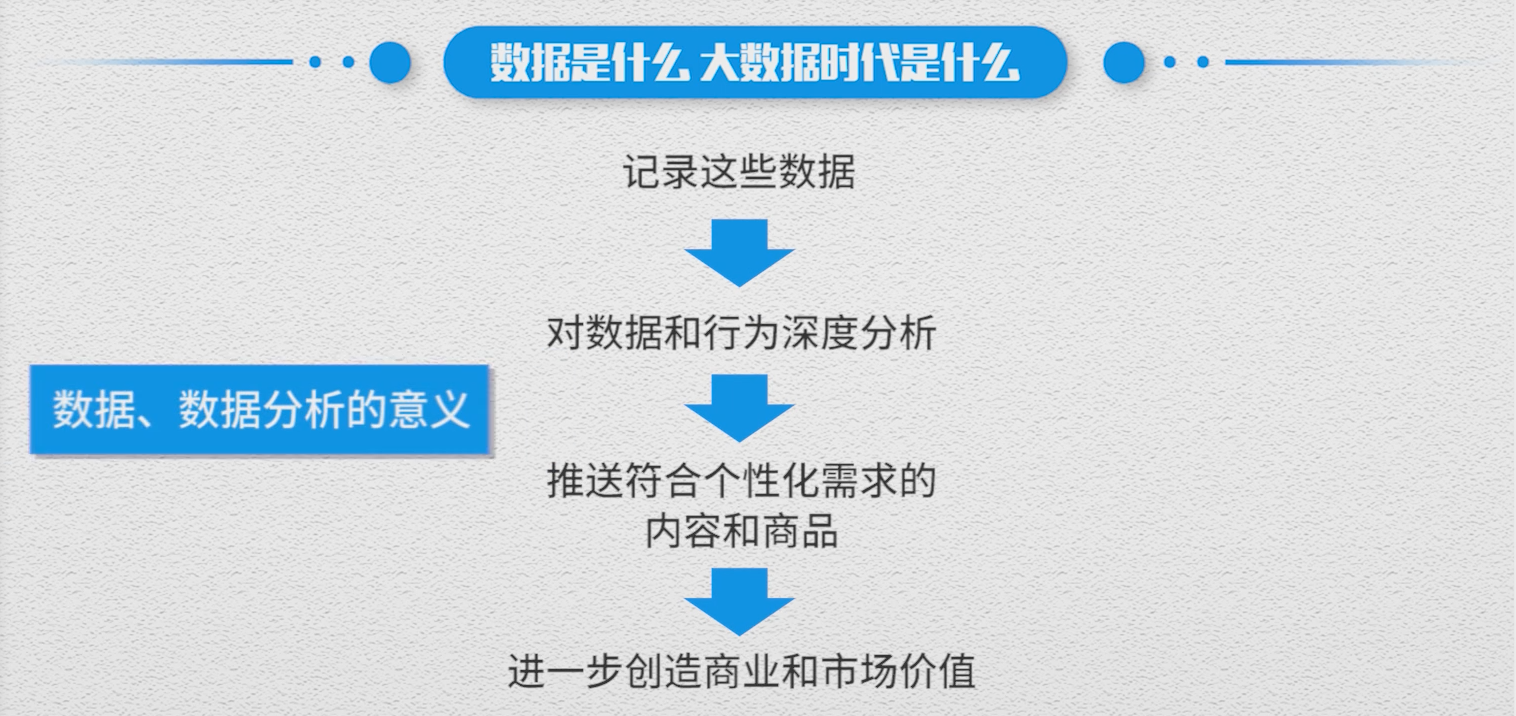 数据是什么 大数据时代是什么
记录这些数据
对数据和行为深度分析
数据、数据分析的意义
推送符合个性化需求的
内容和商品
进一步创造商业和市场价值